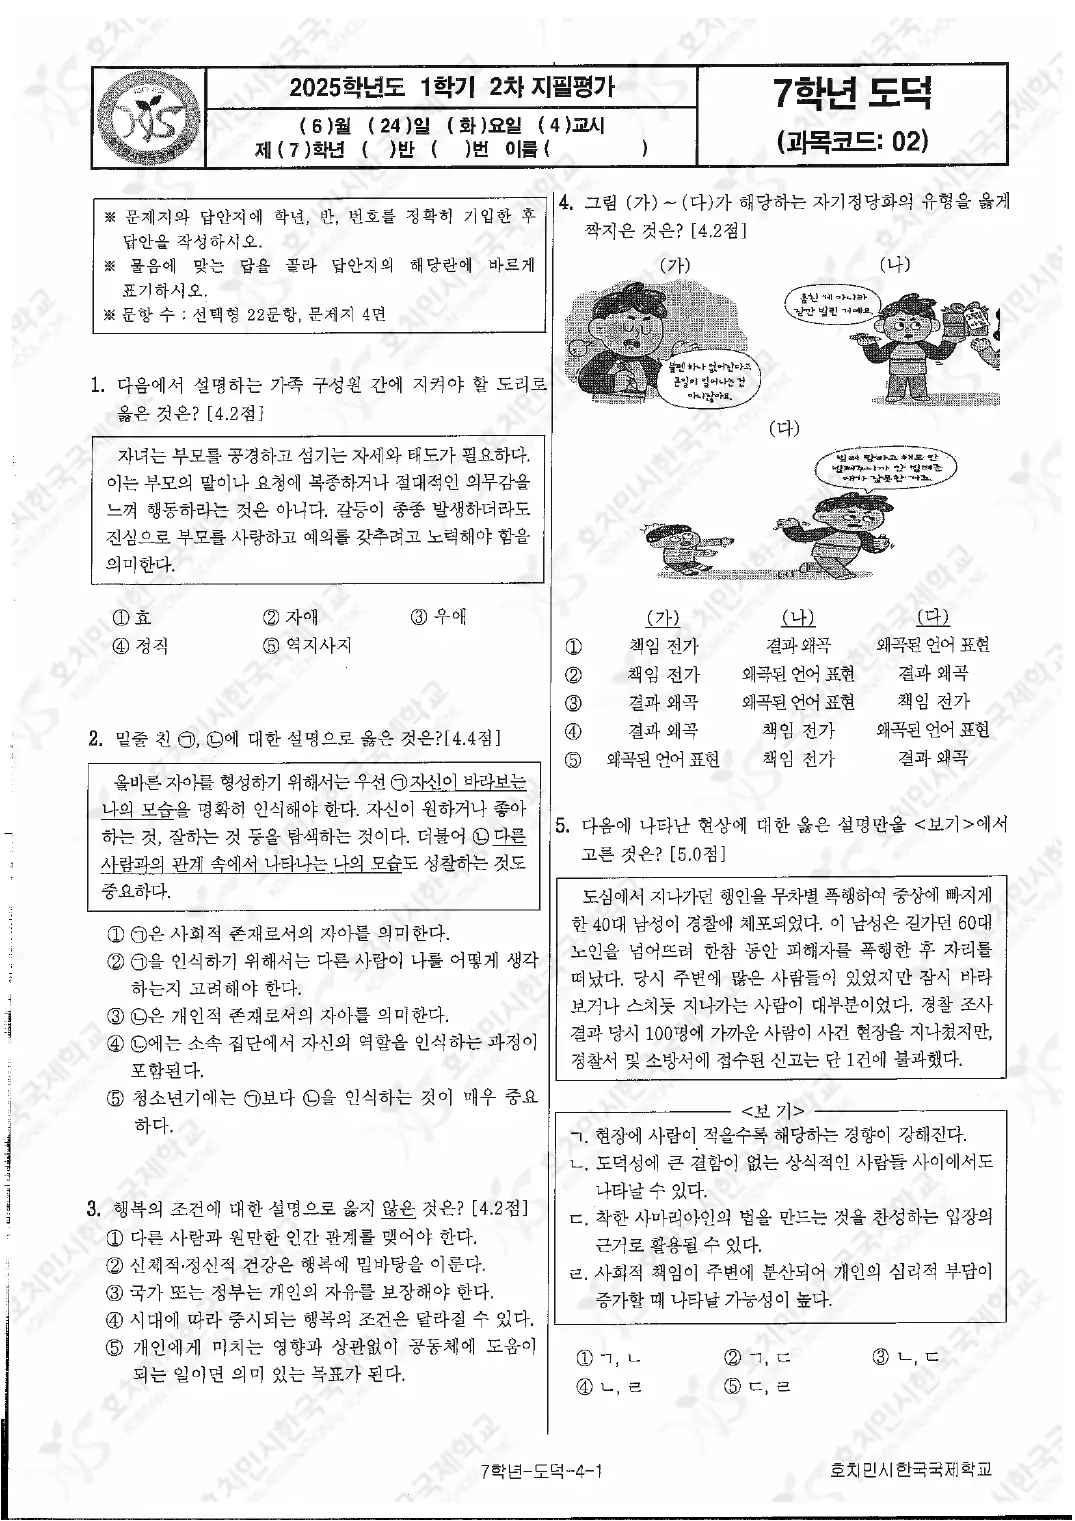 2025학년도 1학기 2차 지필평가
( 6 )월 ( 24 )일 ( 화 )요일 ( 4 )교시
제 ( 7 )학년 ( )반 ( )번 이름 ( )
7학년 도덕
(과목코드: 02)
※ 문제지와 답안지에 학년, 반, 번호를 정확히 기입한 후
답안을 작성하시오.
※ 물음에 맞는 답을 골라 답안지의 해당란에 바르게
표기하시오.
※ 문항 수 : 선택형 22문항, 문제지 4면
1. 다음에서 설명하는 가족 구성원 간에 지켜야 할 도리로
옳은 것은? [4.2점]
자녀는 부모를 공경하고 섬기는 자세와 태도가 필요하다.
이는 부모의 말이나 요청에 복종하거나 절대적인 의무감을
느껴 행동하라는 것은 아니다. 갈등이 종종 발생하더라도
진심으로 부모를 사랑하고 예의를 갖추려고 노력해야 함을
의미한다.
① 효 ② 자애 ③ 우애
④ 정직 ⑤ 역지사지
2. 밑줄 친 ㉠, ㉡에 대한 설명으로 옳은 것은?[4.4점]
올바른 자아를 형성하기 위해서는 우선 ㉠자신이 바라보는
나의 모습을 명확히 인식해야 한다. 자신이 원하거나 좋아
하는 것, 잘하는 것 등을 탐색하는 것이다. 더불어 ㉡다른
사람과의 관계 속에서 나타나는 나의 모습도 성찰하는 것도
중요하다.
① ㉠은 사회적 존재로서의 자아를 의미한다.
② ㉠을 인식하기 위해서는 다른 사람이 나를 어떻게 생각
하는지 고려해야 한다.
③ ㉡은 개인적 존재로서의 자아를 의미한다.
④ ㉡에는 소속 집단에서 자신의 역할을 인식하는 과정이
포함된다.
⑤ 청소년기에는 ㉠보다 ㉡을 인식하는 것이 매우 중요
하다.
3. 행복의 조건에 대한 설명으로 옳지 않은 것은? [4.2점]
① 다른 사람과 원만한 인간 관계를 맺어야 한다.
② 신체적·정신적 건강은 행복에 밑바탕을 이룬다.
③ 국가 또는 정부는 개인의 자유를 보장해야 한다.
④ 시대에 따라 중시되는 행복의 조건은 달라질 수 있다.
⑤ 개인에게 미치는 영향과 상관없이 공동체에 도움이
되는 일이면 의미 있는 목표가 된다.
4. 그림 (가) ~ (다)가 해당하는 자기정당화의 유형을 옳게
짝지은 것은? [4.2점]
(가) (나)
훔친 게 아니라
잠깐 빌린 거예요.
볼펜 하나 없어진다고
큰일이 일어나는 건
아니잖아요.
(다)
빌려 달라고 해도 안
빌려주니까 안 빌려준
애가 잘못한 거죠.
(가) (나) (다)
① 책임 전가 결과 왜곡 왜곡된 언어 표현
② 책임 전가 왜곡된 언어 표현 결과 왜곡
③ 결과 왜곡 왜곡된 언어 표현 책임 전가
④ 결과 왜곡 책임 전가 왜곡된 언어 표현
⑤ 왜곡된 언어 표현 책임 전가 결과 왜곡
5. 다음에 나타난 현상에 대한 옳은 설명만을 <보기>에서
고른 것은? [5.0점]
도심에서 지나가던 행인을 무차별 폭행하여 중상에 빠지게
한 40대 남성이 경찰에 체포되었다. 이 남성은 길가던 60대
노인을 넘어뜨려 한참 동안 피해자를 폭행한 후 자리를
떠났다. 당시 주변에 많은 사람들이 있었지만 잠시 바라
보거나 스치듯 지나가는 사람이 대부분이었다. 경찰 조사
결과 당시 100명에 가까운 사람이 사건 현장을 지나쳤지만,
경찰서 및 소방서에 접수된 신고는 단 1건에 불과했다.
<보 기>
ㄱ. 현장에 사람이 적을수록 해당하는 경향이 강해진다.
ㄴ. 도덕성에 큰 결함이 없는 상식적인 사람들 사이에서도
나타날 수 있다.
ㄷ. 착한 사마리아인의 법을 만드는 것을 찬성하는 입장의
근거로 활용될 수 있다.
ㄹ. 사회적 책임이 주변에 분산되어 개인의 심리적 부담이
증가할 때 나타날 가능성이 높다.
① ㄱ, ㄴ ② ㄱ, ㄷ ③ ㄴ, ㄷ
④ ㄴ, ㄹ ⑤ ㄷ, ㄹ
7학년-도덕-4-1
호치민시한국국제학교